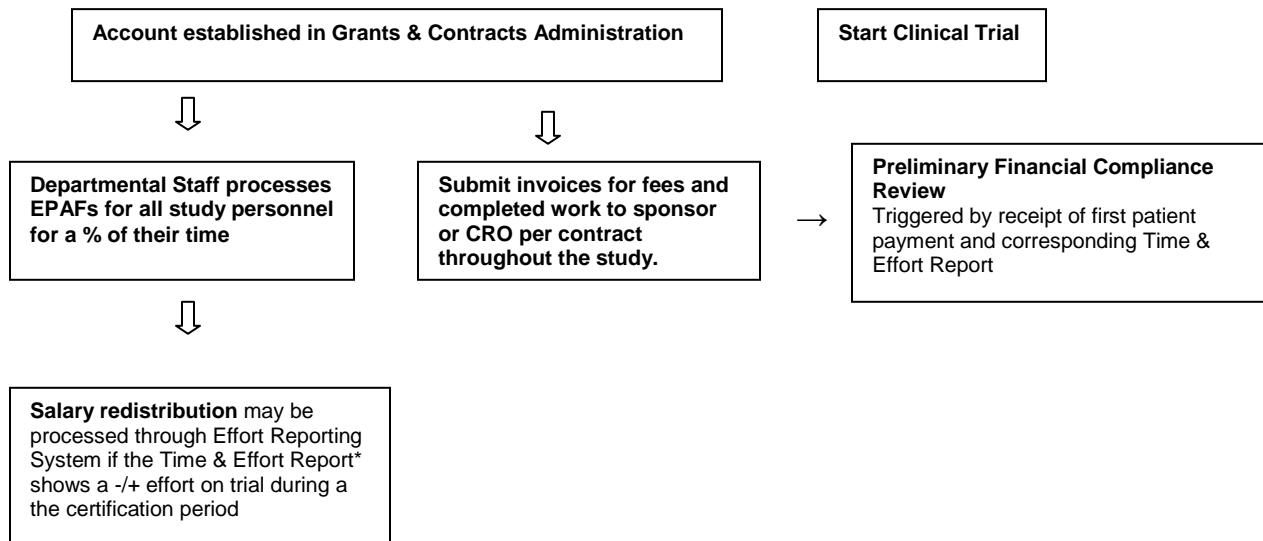 Account established in Grants & Contracts Administration
Start Clinical Trial
Departmental Staff processes
EPAFs for all study personnel
for a % of their time
Submit invoices for fees and
completed work to sponsor
or CRO per contract
throughout the study.
→
Preliminary Financial Compliance
Review
Triggered by receipt of first patient
payment and corresponding Time &
Effort Report
Salary redistribution may be
processed through Effort Reporting
System if the Time & Effort Report*
shows a -/+ effort on trial during a
the certification period